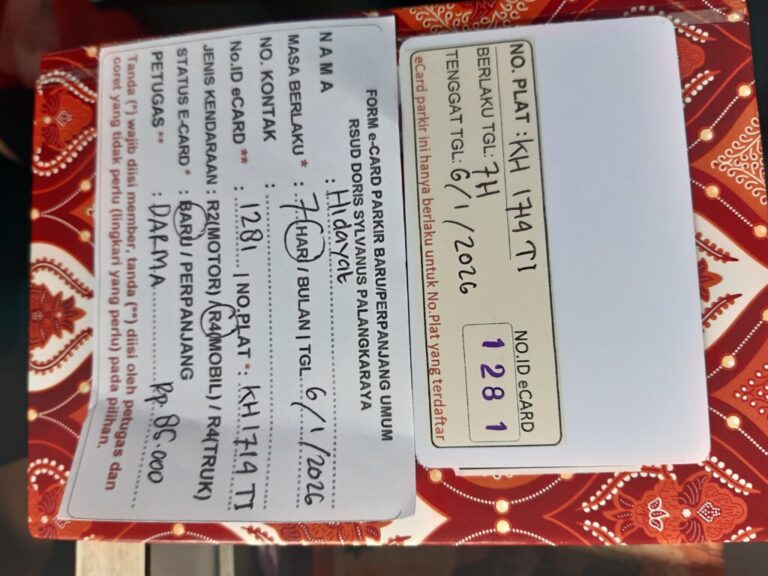 NO. PLAT : KH 1714 TI
BERLAKU TGL: 7H
TENGGAT TGL: 6/1/2026
NO.ID eCARD
1281
eCard parkir ini hanya berlaku untuk No.Plat yang terdaftar
FORM e-CARD PARKIR BARU/PERPANJANG UMUM
RSUD DORIS SYLVANUS PALANGKARAYA
NAMA : Hidayat
MASA BERLAKU * : 7 (HARI / BULAN) TGL 6/1/2026
NO. KONTAK :
No.ID eCARD ** : 1281 | NO.PLAT *: KH 1714 TI
JENIS KENDARAAN : R2(MOTOR) / R4(MOBIL) / R4(TRUK)
STATUS E-CARD * : BARU / PERPANJANG
PETUGAS ** : DARMA Rp. 85.000
Tanda (*) wajib diisi member, tanda (**) diisi oleh petugas dan
coret yang tidak perlu (lingkari yang perlu) pada pilihan.